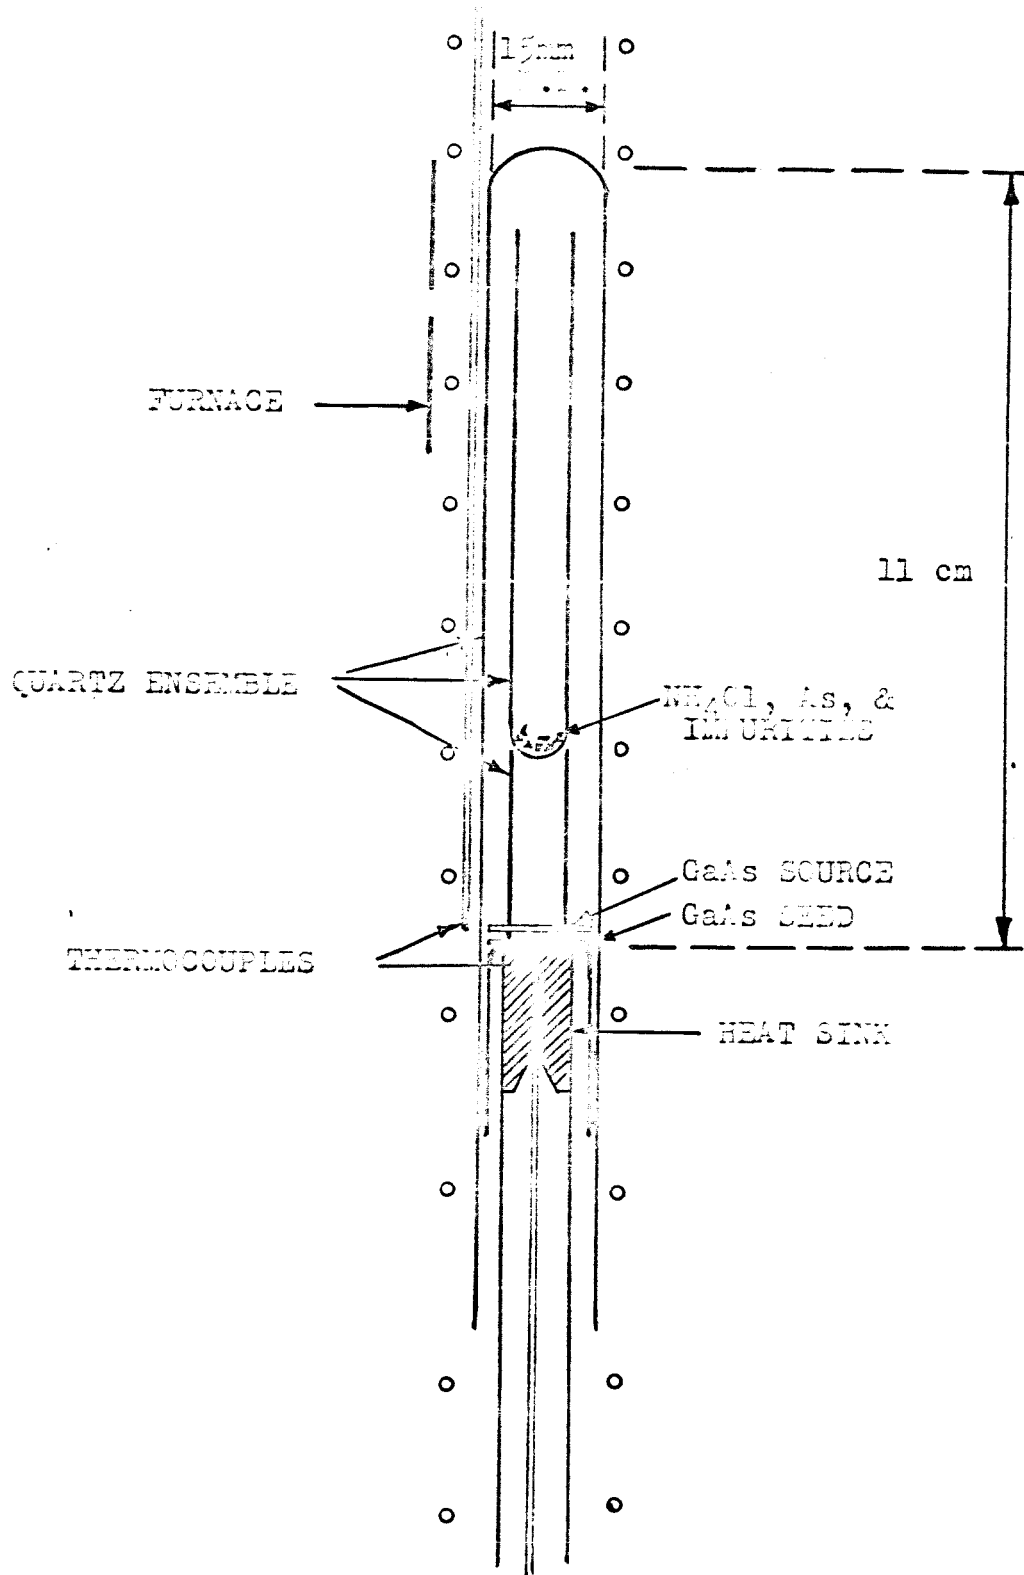 15mm
FURNACE
11 cm
QUARTZ ENSEMBLE
NH4Cl, As, &
IMPURITIES
GaAs SOURCE
GaAs SEED
THERMOCOUPLES
HEAT SINK